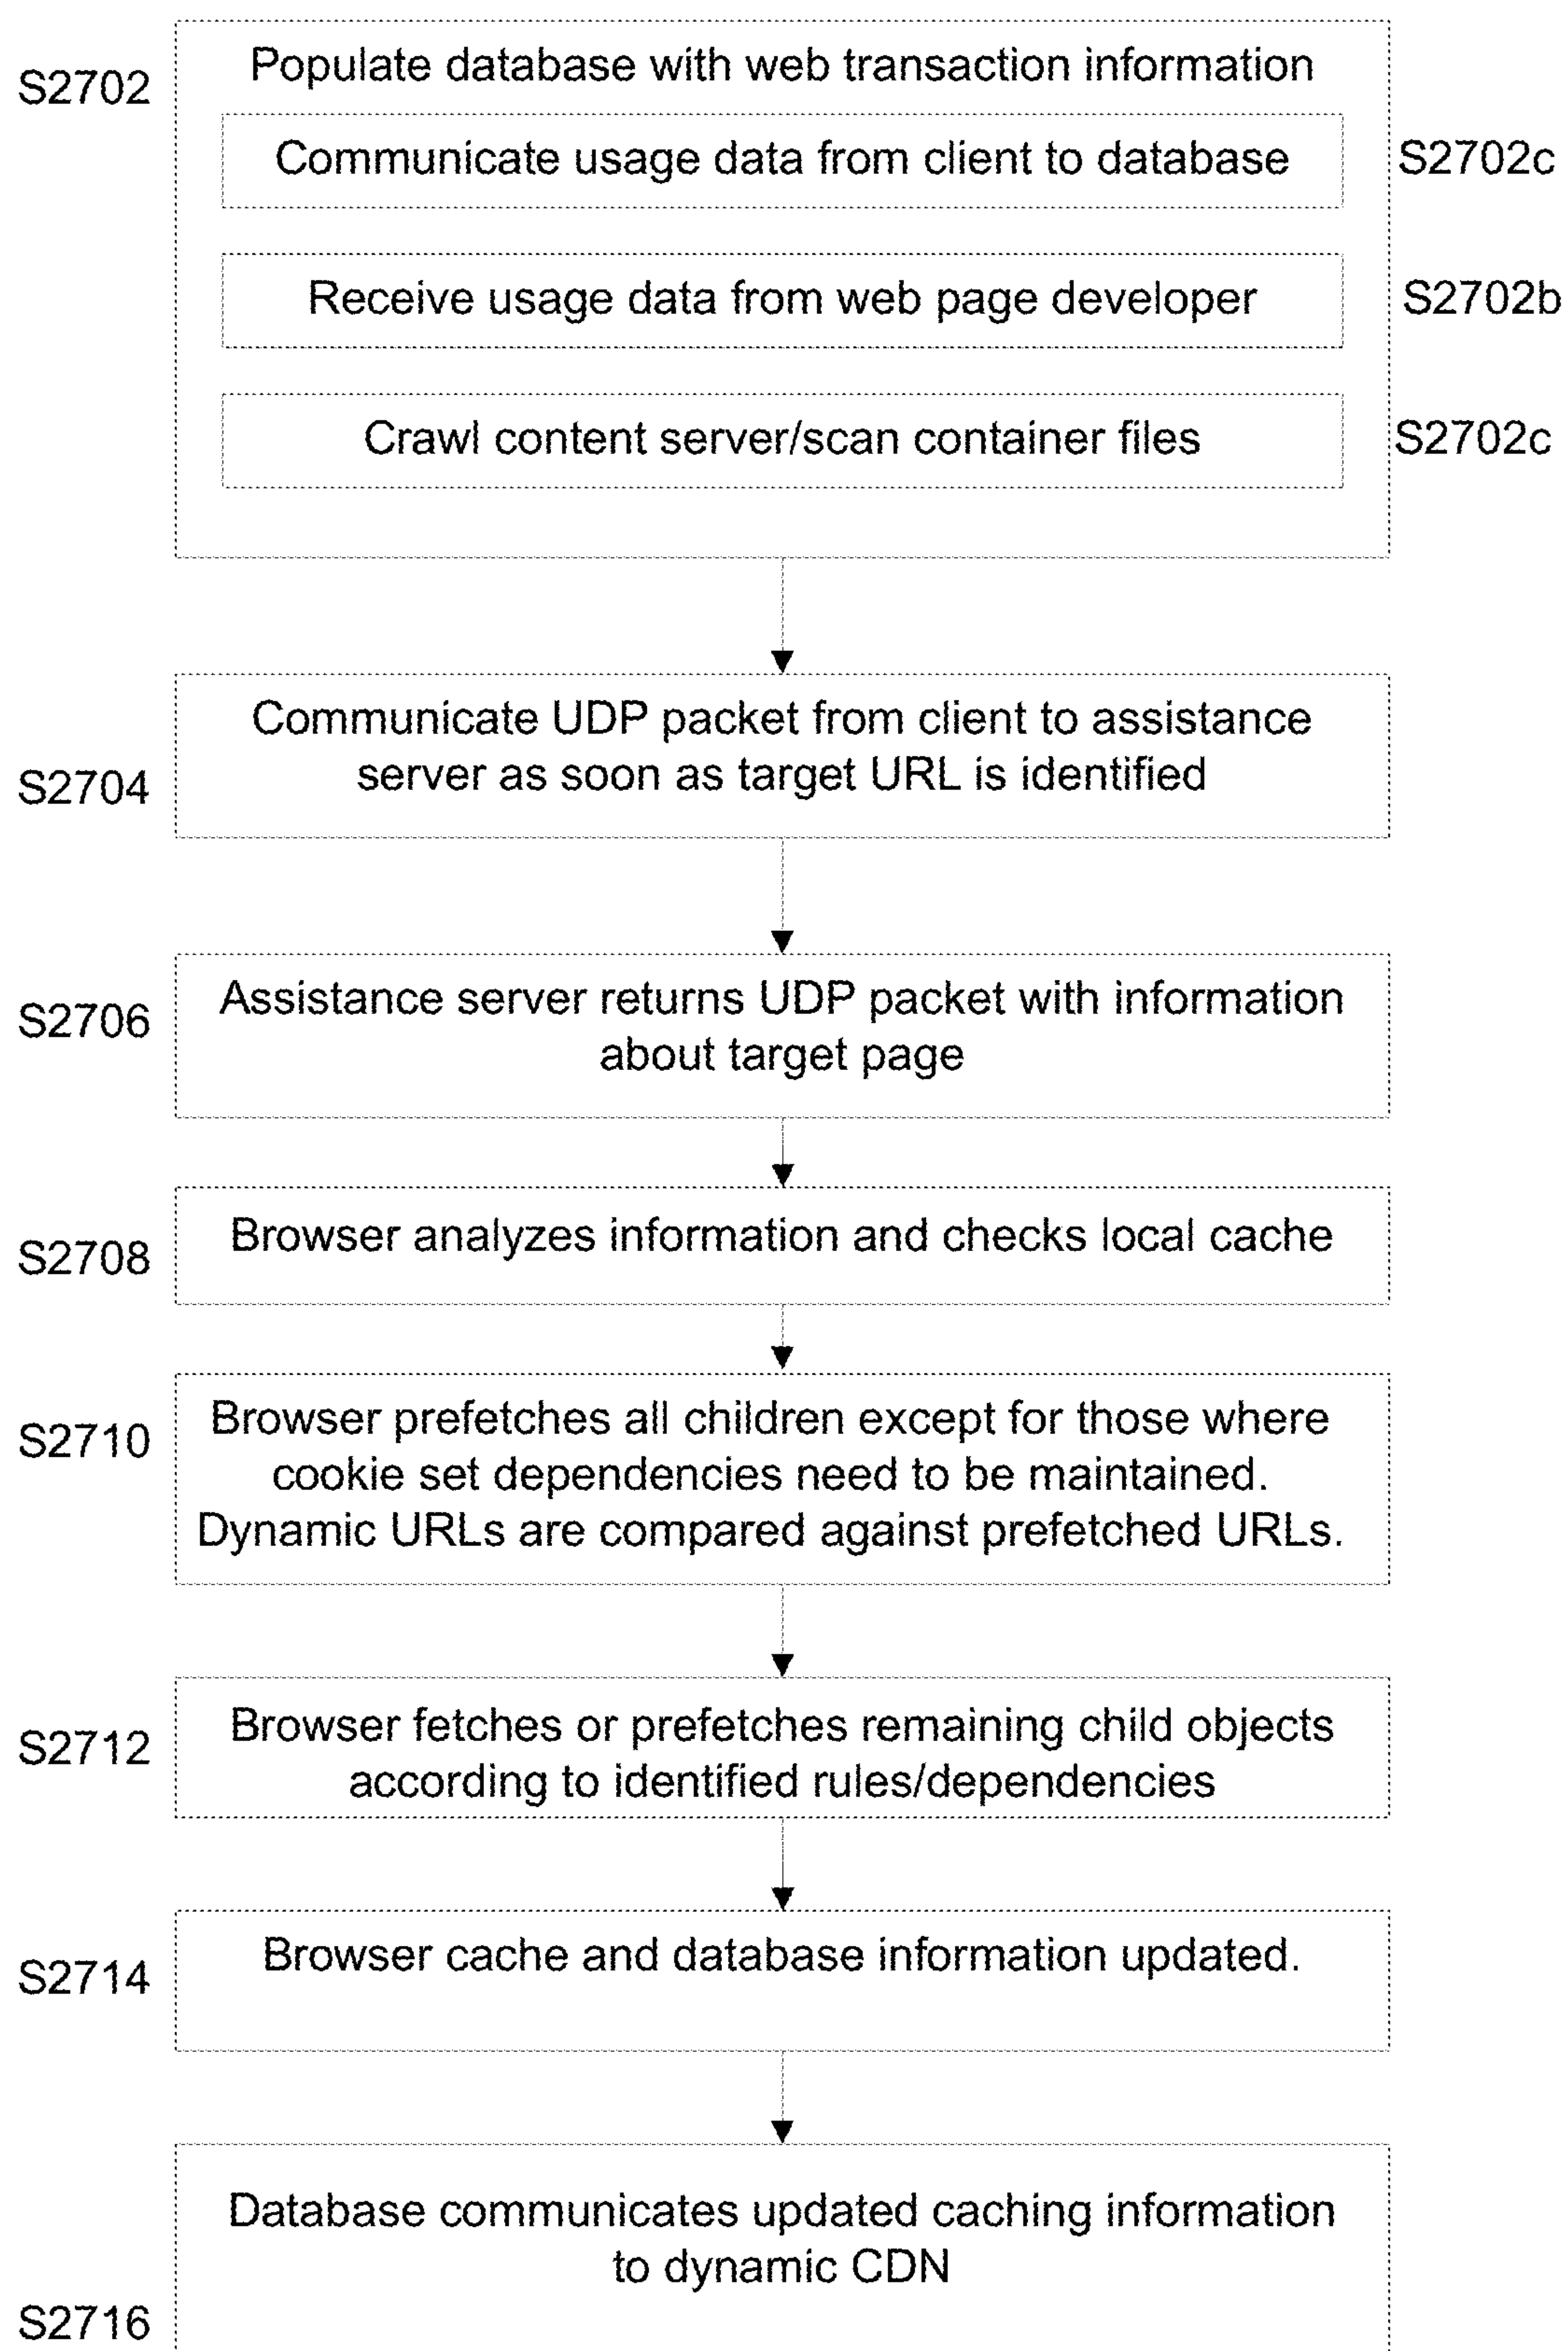 S2702
Populate database with web transaction information
Communicate usage data from client to database
S2702c
Receive usage data from web page developer
S2702b
Crawl content server/scan container files
S2702c
S2704
Communicate UDP packet from client to assistance
server as soon as target URL is identified
S2706
Assistance server returns UDP packet with information
about target page
S2708
Browser analyzes information and checks local cache
S2710
Browser prefetches all children except for those where
cookie set dependencies need to be maintained.
Dynamic URLs are compared against prefetched URLs.
S2712
Browser fetches or prefetches remaining child objects
according to identified rules/dependencies
S2714
Browser cache and database information updated.
Database communicates updated caching information
to dynamic CDN
S2716